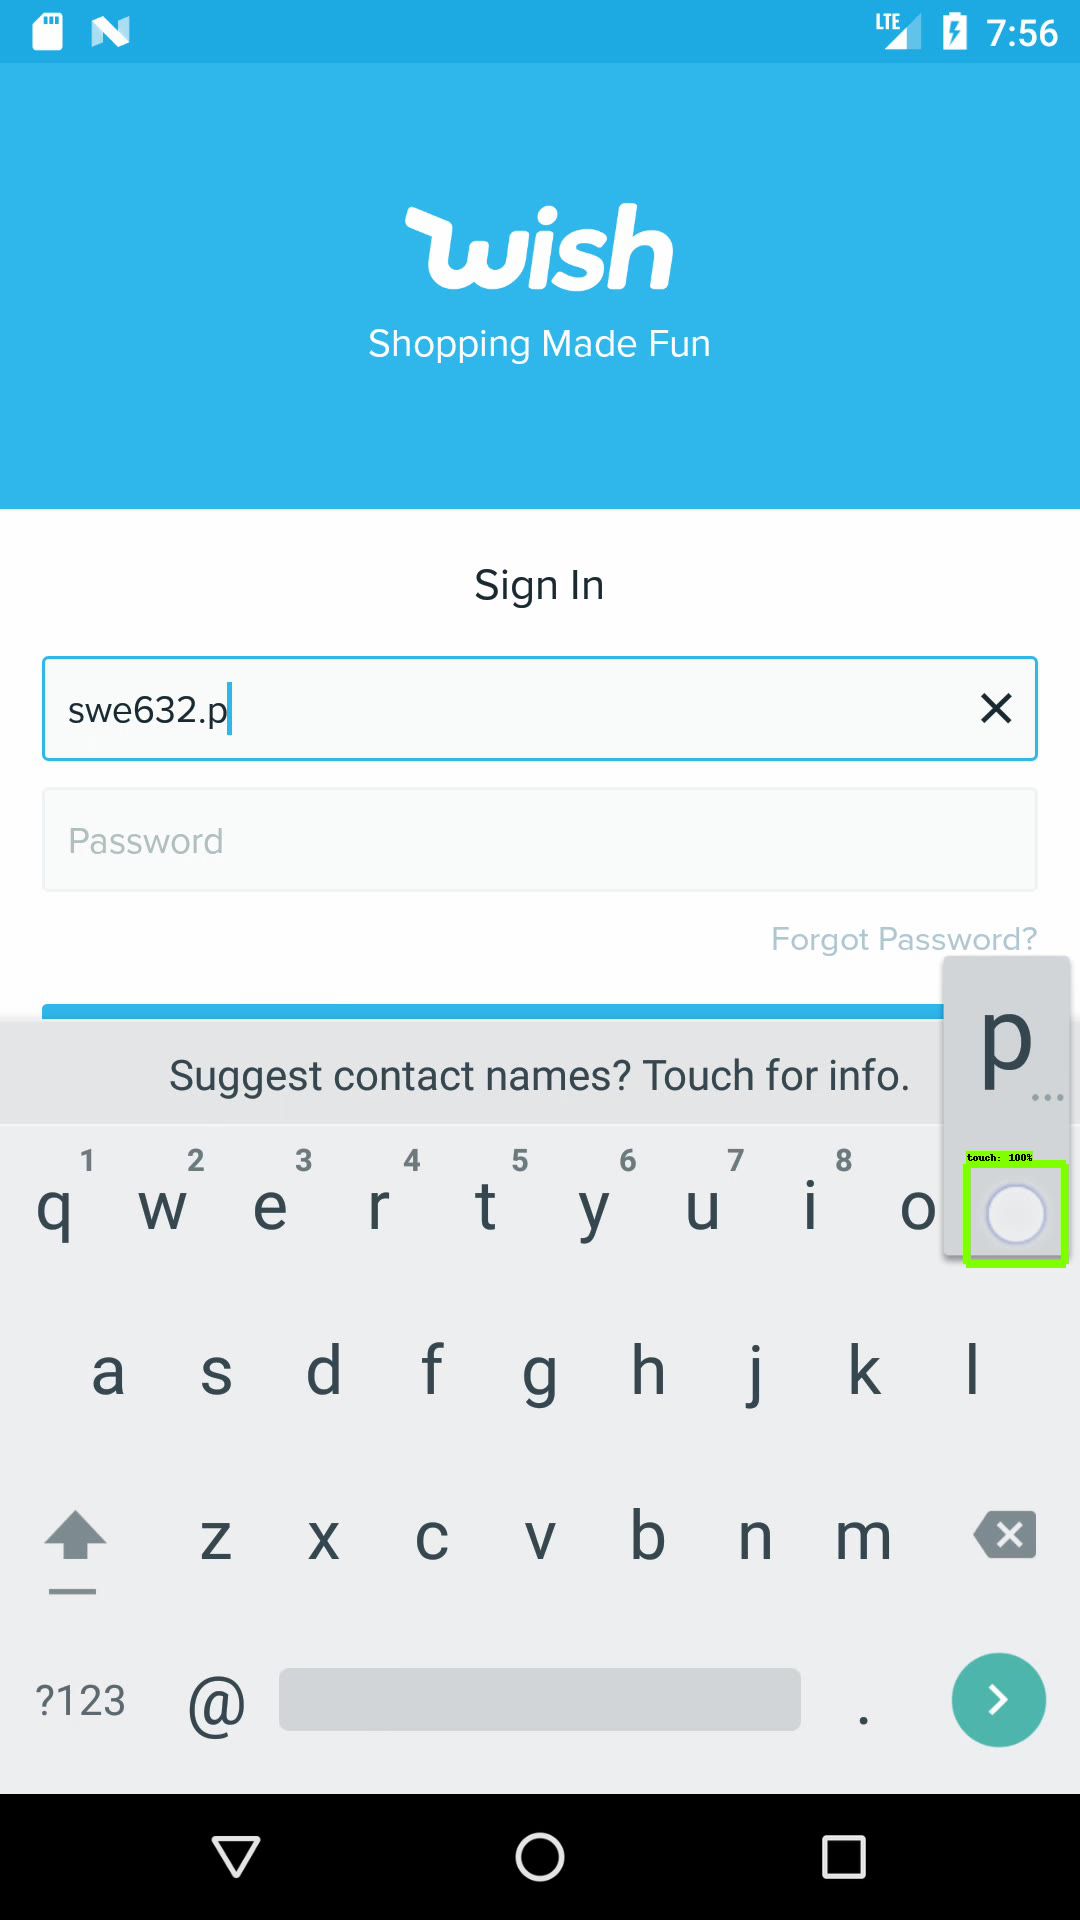 LTE 7:56
wish
Shopping Made Fun
Sign In
swe632.p
Password
Forgot Password?
p
...
Suggest contact names? Touch for info.
touch: 100%
1 2 3 4 5 6 7 8
q w e r t y u i o
a s d f g h j k l
z x c v b n m
?123 @ .